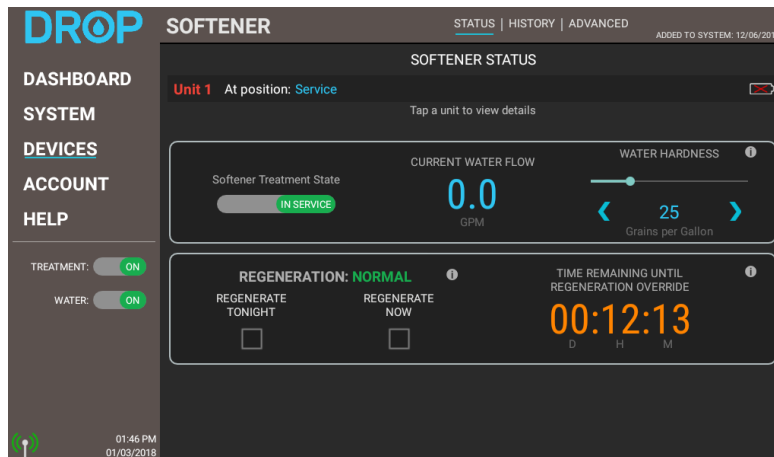 DROP
SOFTENER
STATUS | HISTORY | ADVANCED
ADDED TO SYSTEM: 12/06/201
DASHBOARD
SYSTEM
DEVICES
ACCOUNT
HELP
TREATMENT: ON
WATER: ON
01:46 PM
01/03/2018
SOFTENER STATUS
Unit 1 At position: Service
Tap a unit to view details
Softener Treatment State
IN SERVICE
CURRENT WATER FLOW
0.0
GPM
WATER HARDNESS
25
Grains per Gallon
REGENERATION: NORMAL
REGENERATE
TONIGHT
REGENERATE
NOW
TIME REMAINING UNTIL
REGENERATION OVERRIDE
00:12:13
D H M